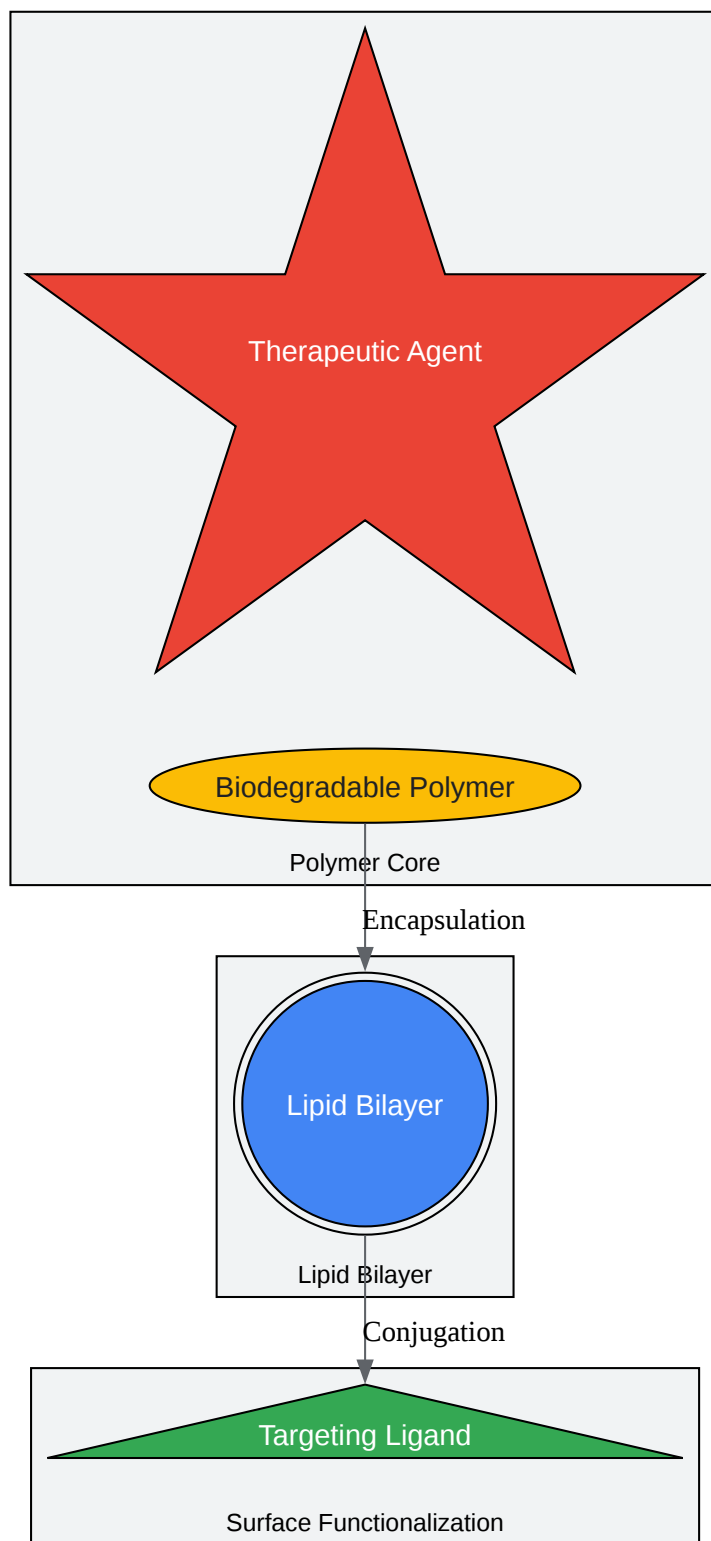 Therapeutic Agent
Biodegradable Polymer
Polymer Core
Encapsulation
Lipid Bilayer
Lipid Bilayer
Conjugation
Targeting Ligand
Surface Functionalization